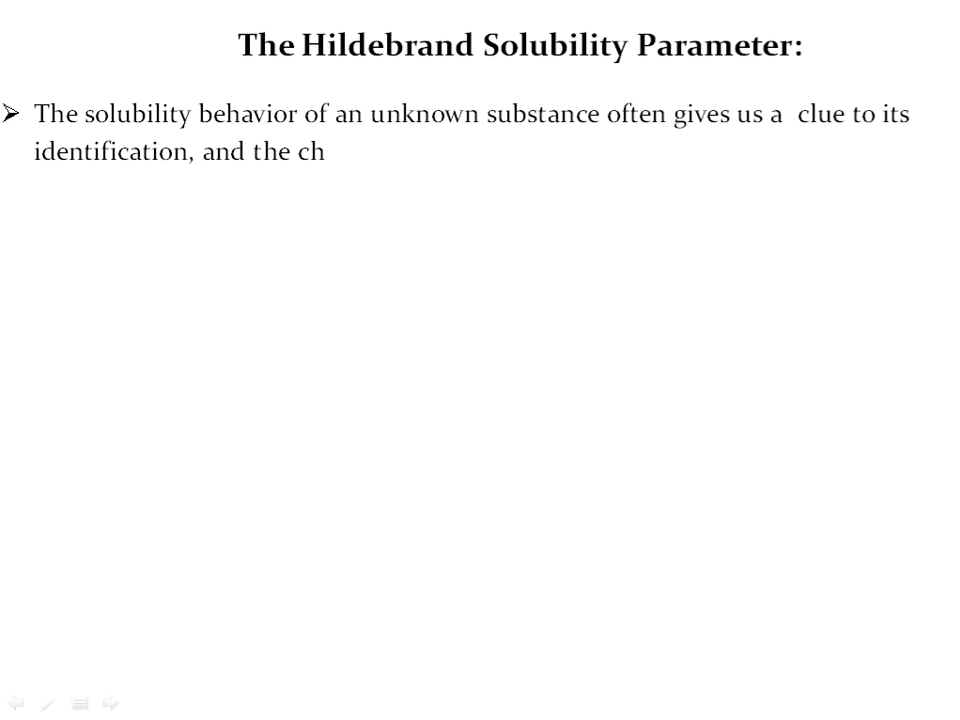 The Hildebrand Solubility Parameter:
The solubility behavior of an unknown substance often gives us a  clue to its
identification, and the ch